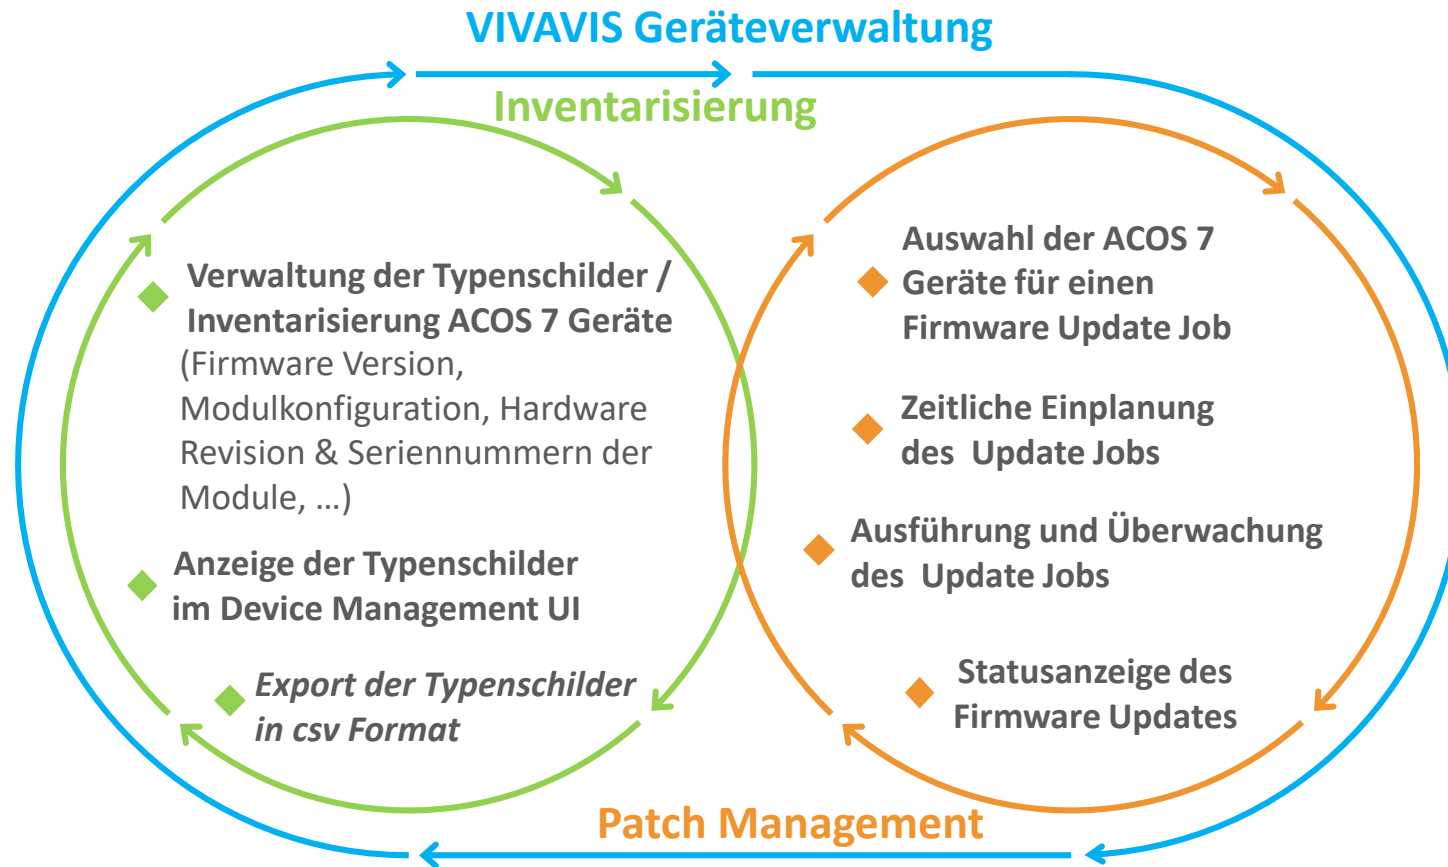 VIVAVIS Geräteverwaltung
Inventarisierung
Verwaltung der Typenschilder /
Inventarisierung ACOS 7 Geräte
(Firmware Version,
Modulkonfiguration, Hardware
Revision & Seriennummern der
Module, …)
Anzeige der Typenschilder
im Device Management UI
Export der Typenschilder
in csv Format
Auswahl der ACOS 7
Geräte für einen
Firmware Update Job
Zeitliche Einplanung
des  Update Jobs
Ausführung und Überwachung
des  Update Jobs
Statusanzeige des
Firmware Updates
Patch Management